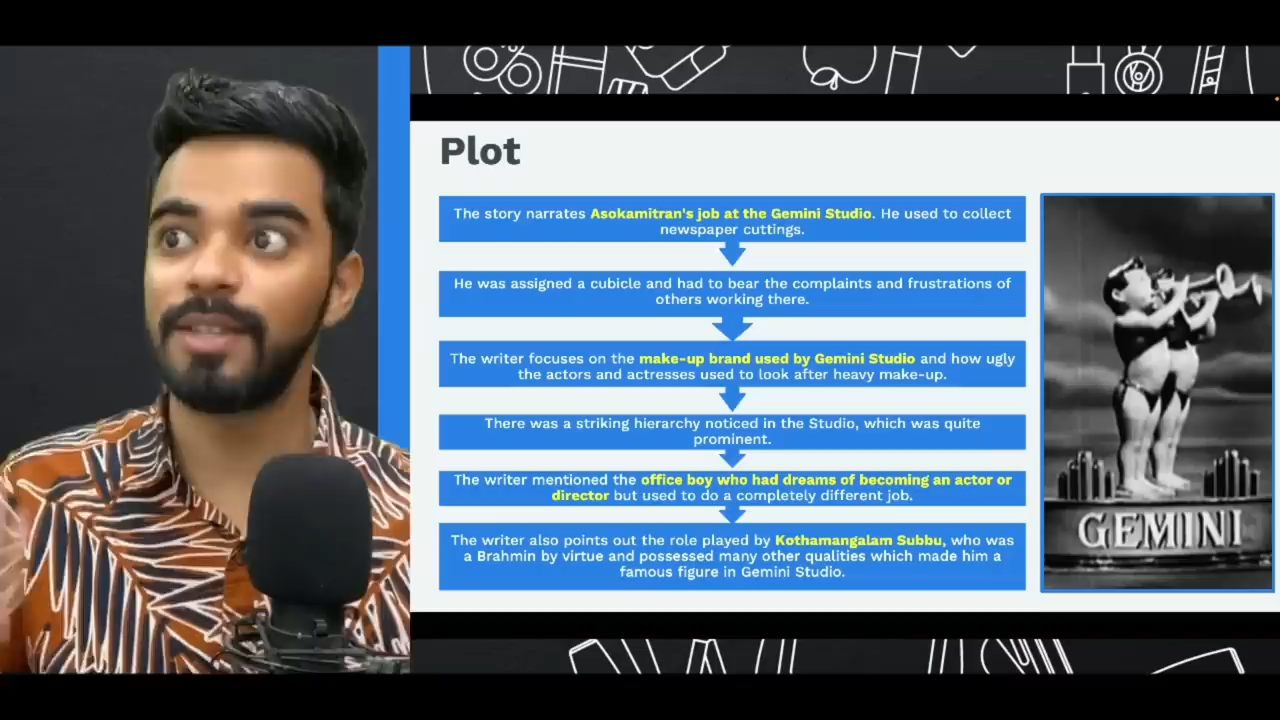 Plot
The story narrates Asokamitran's job at the Gemini Studio. He used to collect
newspaper cuttings.
He was assigned a cubicle and had to bear the complaints and frustrations of
others working there.
The writer focuses on the make-up brand used by Gemini Studio and how ugly
the actors and actresses used to look after heavy make-up.
There was a striking hierarchy noticed in the Studio, which was quite
prominent.
The writer mentioned the office boy who had dreams of becoming an actor or
director but used to do a completely different job.
The writer also points out the role played by Kothamangalam Subbu, who was
a Brahmin by virtue and possessed many other qualities which made him a
famous figure in Gemini Studio.
GEMINI